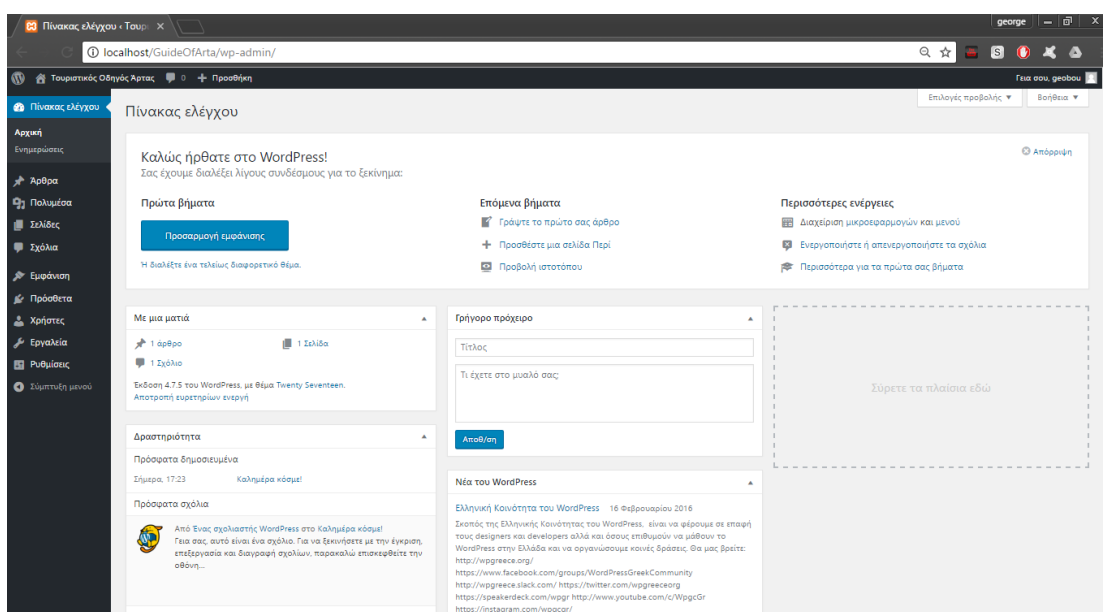 Πίνακας ελέγχου ‹ Τουρ
george
localhost/GuideOfArta/wp-admin/
Τουριστικός Οδηγός Άρτας 0 + Προσθήκη
Γεια σου, geobou
Πίνακας ελέγχου
Αρχική
Ενημερώσεις
Άρθρα
Πολυμέσα
Σελίδες
Σχόλια
Εμφάνιση
Πρόσθετα
Χρήστες
Εργαλεία
Ρυθμίσεις
Σύμπτυξη μενού
Επιλογές προβολής ▼ Βοήθεια ▼
Πίνακας ελέγχου
Καλώς ήρθατε στο WordPress!
Απόρριψη
Σας έχουμε διαλέξει λίγους συνδέσμους για το ξεκίνημα:
Πρώτα βήματα
Προσαρμογή εμφάνισης
Ή διαλέξτε ένα τελείως διαφορετικό θέμα.
Επόμενα βήματα
Γράψτε το πρώτο σας άρθρο
Προσθέστε μια σελίδα Περί
Προβολή ιστοτόπου
Περισσότερες ενέργειες
Διαχείριση μικροεφαρμογών και μενού
Ενεργοποιήστε ή απενεργοποιήστε τα σχόλια
Περισσότερα για τα πρώτα σας βήματα
Με μια ματιά
1 άρθρο 1 Σελίδα
1 Σχόλιο
Έκδοση 4.7.5 του WordPress, με θέμα Twenty Seventeen.
Αποτροπή ευρετηρίων ενεργή
Δραστηριότητα
Πρόσφατα δημοσιευμένα
Σήμερα, 17:23 Καλημέρα κόσμε!
Πρόσφατα σχόλια
Από Ένας σχολιαστής WordPress στο Καλημέρα κόσμε!
Γεια σας, αυτό είναι ένα σχόλιο. Για να ξεκινήσετε με την έγκριση,
επεξεργασία και διαγραφή σχολίων, παρακαλώ επισκεφθείτε την
οθόνη...
Γρήγορο πρόχειρο
Τίτλος
Τι έχετε στο μυαλό σας;
Αποθ/ση
Νέα του WordPress
Ελληνική Κοινότητα του WordPress 16 Φεβρουαρίου 2016
Σκοπός της Ελληνικής Κοινότητας του WordPress, είναι να φέρουμε σε επαφή
τους designers και developers αλλά και όσους επιθυμούν να μάθουν το
WordPress στην Ελλάδα και να οργανώσουμε κοινές δράσεις. Θα μας βρείτε:
http://wpgreece.org/
https://www.facebook.com/groups/WordPressGreekCommunity
http://wpgreece.slack.com/ https://twitter.com/wpgreeceorg
https://speakerdeck.com/wpgr http://www.youtube.com/c/WpgcGr
https://instagram.com/wpgcgr/
Σύρετε τα πλαίσια εδώ